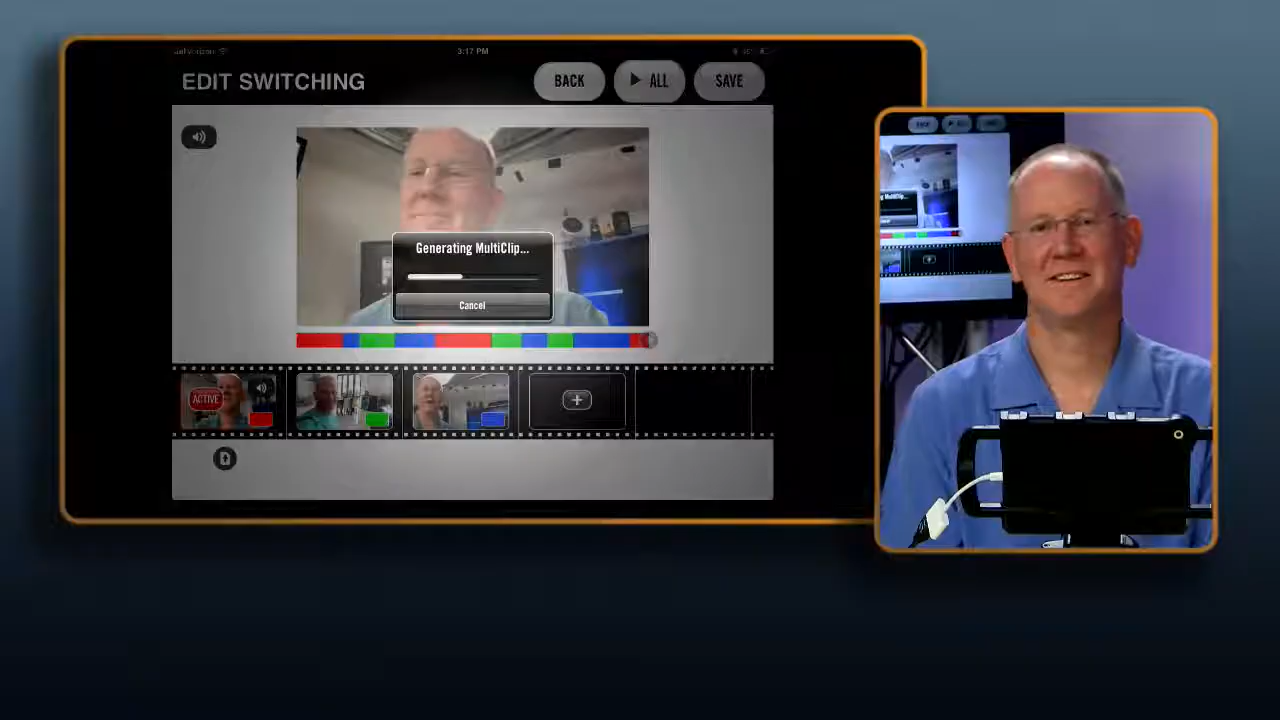 3:17 PM
EDIT SWITCHING
BACK
ALL
SAVE
Generating MultiClip...
Cancel
ACTIVE